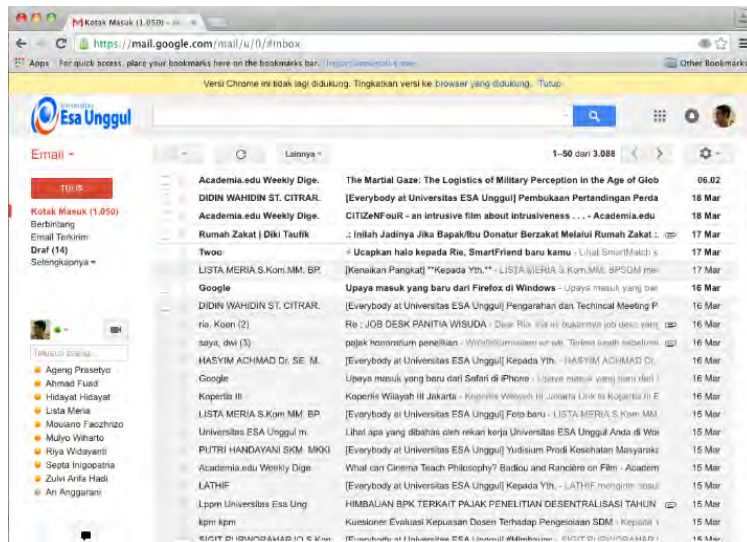 Kotak Masuk (1.050) -
https://mail.google.com/mail/u/0/#inbox
Apps For quick access, place your bookmarks here on the bookmarks bar.
Other Bookmarks
Versi Chrome ini tidak lagi didukung. Tingkatkan versi ke browser yang didukung. Tutup
Universitas
Esa Unggul
Email
Lainnya
1–50 dari 3.088
TULIS
Kotak Masuk (1.050)
Berbintang
Email Terkirim
Draf (14)
Selengkapnya
Academia.edu Weekly Dige. The Martial Gaze: The Logistics of Military Perception in the Age of Glob 06.02
DIDIN WAHIDIN ST. CITRAR. [Everybody at Universitas ESA Unggul] Pembukaan Pertandingan Perda 18 Mar
Academia.edu Weekly Dige. CITIZeNFouR - an intrusive film about intrusiveness . . . - Academia.edu 18 Mar
Rumah Zakat | Diki Taufik .: Inilah Jadinya Jika Bapak/Ibu Donatur Berzakat Melalui Rumah Zakat :. 17 Mar
Twoo Ucapkan halo kepada Rie, SmartFriend baru kamu - Lihat SmartMatch 17 Mar
LISTA MERIA S.Kom.MM. BP. [Kenaikan Pangkat] **Kepada Yth.** - LISTA MERIA S.Kom.MM. BPSDM 17 Mar
Google Upaya masuk yang baru dari Firefox di Windows - Upaya masuk yang bar 16 Mar
DIDIN WAHIDIN ST. CITRAR. [Everybody at Universitas ESA Unggul] Pengarahan dan Techincal Meeting P 16 Mar
ria, Koen (2) Re : JOB DESK PANITIA WISUDA - 16 Mar
saya, dwi (3) pajak honorarium penelitian - 16 Mar
HASYIM ACHMAD Dr. SE. M. [Everybody at Universitas ESA Unggul] Kepada Yth. - HASYIM ACHMAD Dr. 16 Mar
Google Upaya masuk yang baru dari Safari di iPhone - Upaya masuk yang baru dari 16 Mar
Kopertis III Kopertis Wilayah III Jakarta - 16 Mar
LISTA MERIA S.Kom.MM. BP. [Everybody at Universitas ESA Unggul] Foto baru - LISTA MERIA S.Kom.MM. 15 Mar
Universitas ESA Unggul m. Lihat apa yang dibahas oleh rekan kerja Universitas ESA Unggul Anda di 15 Mar
PUTRI HANDAYANI SKM. MKKI [Everybody at Universitas ESA Unggul] Yudisium Prodi Kesehatan Masyaraka 15 Mar
Academia.edu Weekly Dige What can Cinema Teach Philosophy? Badiou and Rancière on Film - Academ 15 Mar
LATHIF [Everybody at Universitas ESA Unggul] Kepada Yth. - LATHIF mengirim 15 Mar
Lppm Universitas Esa Ung HIMBAUAN BPK TERKAIT PAJAK PENELITIAN DESENTRALISASI TAHUN 15 Mar
kpm kpm Kuesioner Evaluasi Kepuasan Dosen Terhadap Pengelolaan SDM - Kepada 15 Mar
Ageng Prasetyo
Ahmad Fuad
Hidayat Hidayat
Lista Meria
Moulano Faozhrizo
Mulyo Wiharto
Riya Widayanti
Septa Inigopatria
Zulvi Arifa Hadi
Ari Anggarani